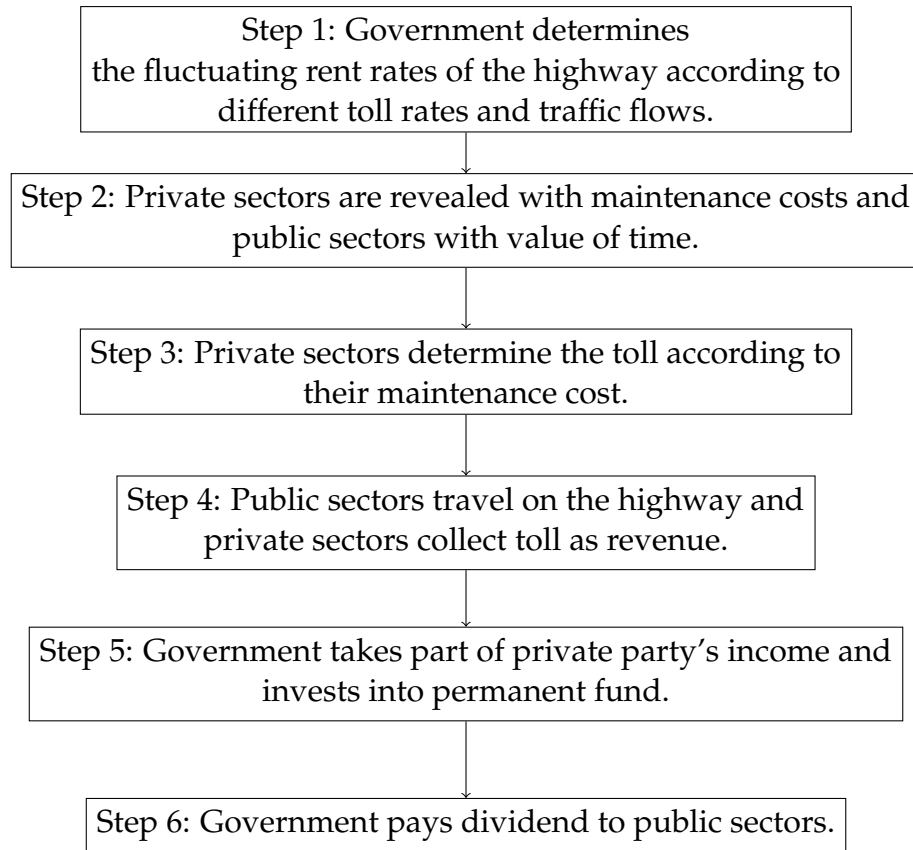 Step 1: Government determines
the fluctuating rent rates of the highway according to
different toll rates and traffic flows.
Step 2: Private sectors are revealed with maintenance costs and
public sectors with value of time.
Step 3: Private sectors determine the toll according to
their maintenance cost.
Step 4: Public sectors travel on the highway and
private sectors collect toll as revenue.
Step 5: Government takes part of private party’s income and
invests into permanent fund.
Step 6: Government pays dividend to public sectors.